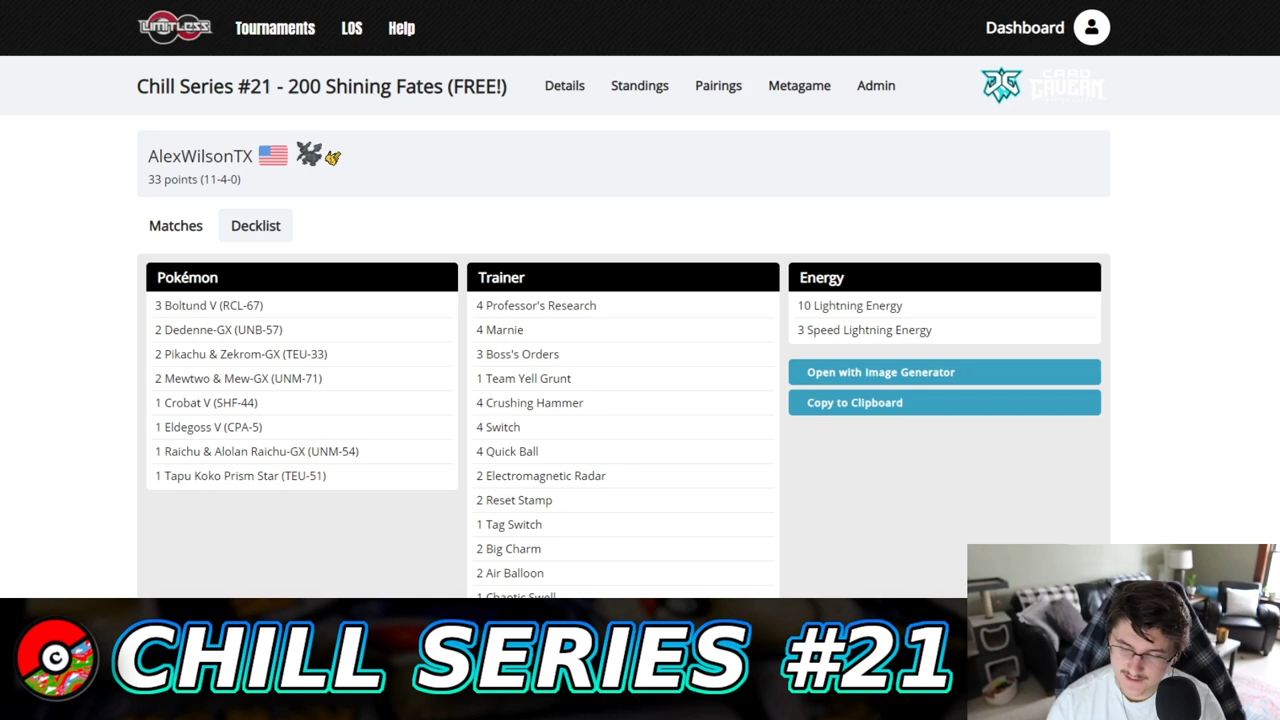 LIMITLESS
Tournaments LOS Help
Dashboard
Chill Series #21 - 200 Shining Fates (FREE!)
Details Standings Pairings Metagame Admin
CARD
CAVERN
AlexWilsonTX
33 points (11-4-0)
Matches Decklist
Pokémon
3 Boltund V (RCL-67)
2 Dedenne-GX (UNB-57)
2 Pikachu & Zekrom-GX (TEU-33)
2 Mewtwo & Mew-GX (UNM-71)
1 Crobat V (SHF-44)
1 Eldegoss V (CPA-5)
1 Raichu & Alolan Raichu-GX (UNM-54)
1 Tapu Koko Prism Star (TEU-51)
Trainer
4 Professor's Research
4 Marnie
3 Boss's Orders
1 Team Yell Grunt
4 Crushing Hammer
4 Switch
4 Quick Ball
2 Electromagnetic Radar
2 Reset Stamp
1 Tag Switch
2 Big Charm
2 Air Balloon
1 Chaotic Swell
Energy
10 Lightning Energy
3 Speed Lightning Energy
Open with Image Generator
Copy to Clipboard
CHILL SERIES #21